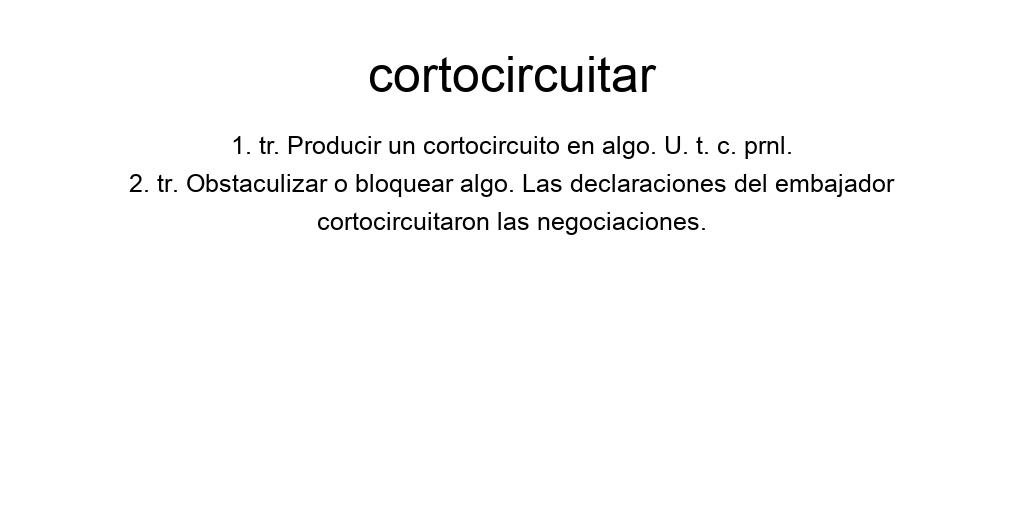 cortocircuitar
1. tr. Producir un cortocircuito en algo. U. t. c. prnl.
2. tr. Obstaculizar o bloquear algo. Las declaraciones del embajador
cortocircuitaron las negociaciones.